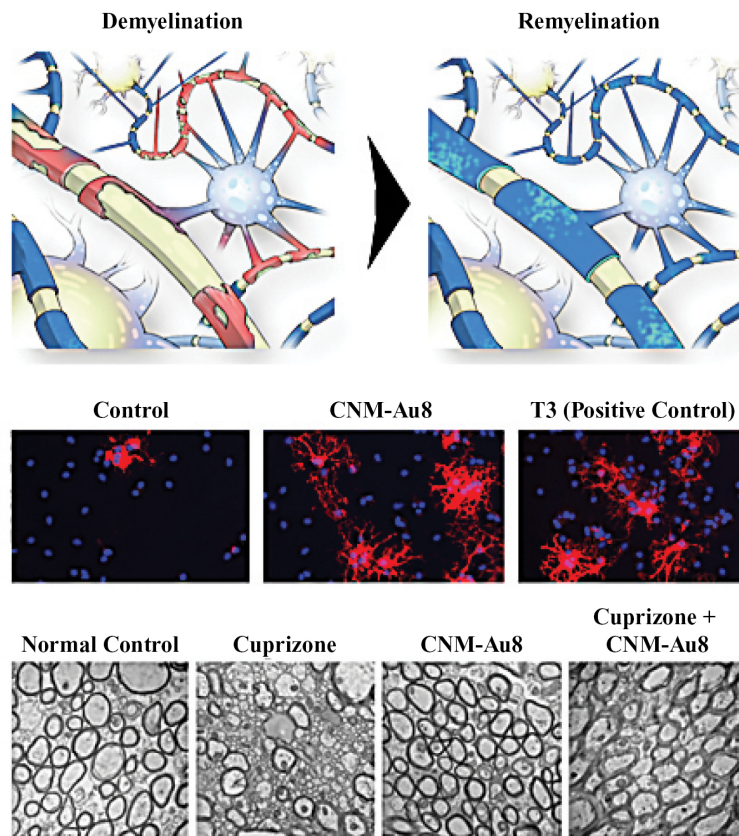 Demyelination
Remyelination
Control
CNM-Au8
T3 (Positive Control)
Normal Control
Cuprizone
CNM-Au8
Cuprizone +
CNM-Au8